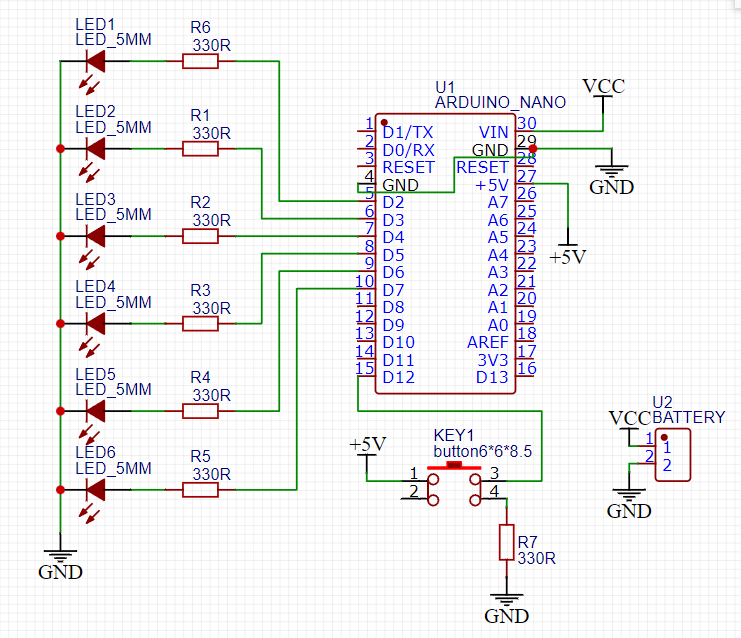 LED1
LED_5MM
R6
330R
LED2
LED_5MM
R1
330R
LED3
LED_5MM
R2
330R
LED4
LED_5MM
R3
330R
LED5
LED_5MM
R4
330R
LED6
LED_5MM
R5
330R
GND
U1
ARDUINO_NANO
1 D1/TX
2 D0/RX
3 RESET
4 GND
5 D2
6 D3
7 D4
8 D5
9 D6
10 D7
11 D8
12 D9
13 D10
14 D11
15 D12
VIN 30
GND 29
RESET 28
+5V 27
A7 26
A6 25
A5 24
A4 23
A3 22
A2 21
A1 20
A0 19
AREF 18
3V3 17
D13 16
VCC
GND
+5V
+5V
KEY1
button6*6*8.5
1
2
3
4
R7
330R
GND
U2
VCC BATTERY
1 1
2 2
GND